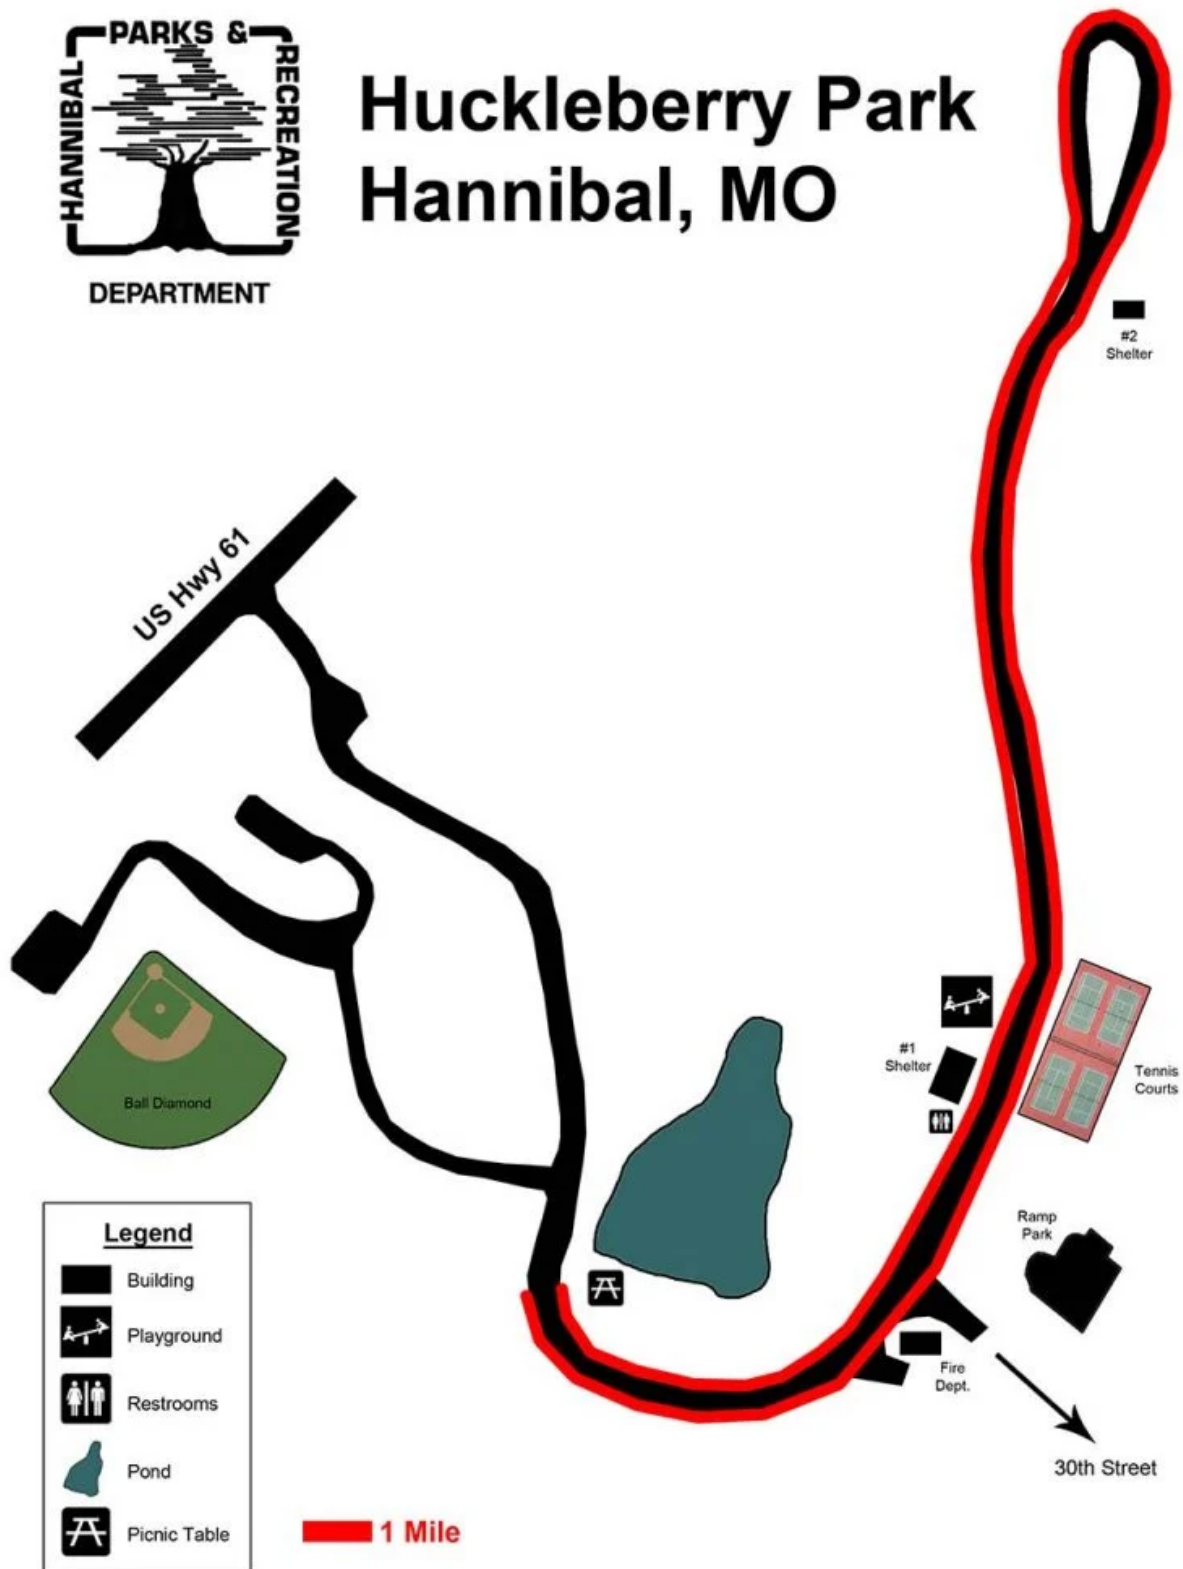 PARKS &
HANNIBAL
RECREATION
DEPARTMENT
Huckleberry Park
Hannibal, MO
#2
Shelter
US Hwy 61
#1
Shelter
Tennis
Courts
Ball Diamond
Ramp
Park
Fire
Dept.
30th Street
Legend
Building
Playground
Restrooms
Pond
Picnic Table
1 Mile